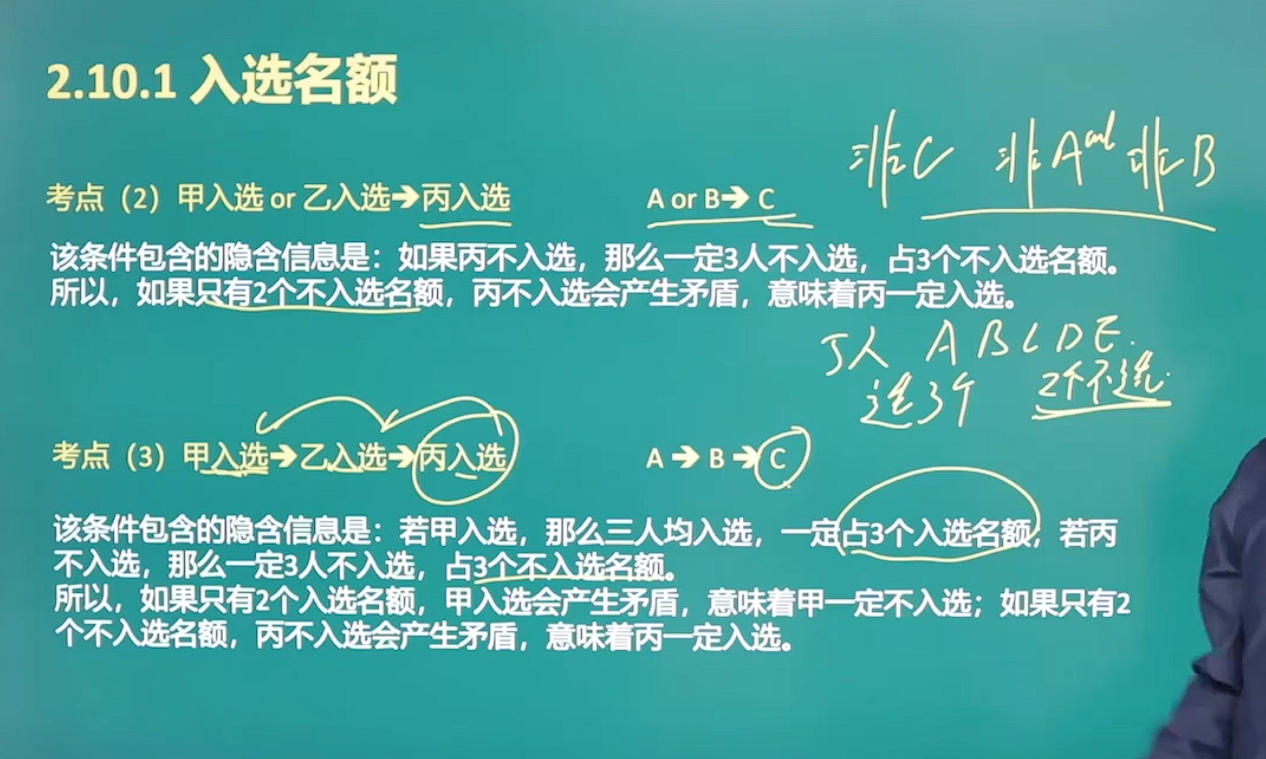 2.10.1 入选名额
非C 非A and 非B
考点（2）甲入选 or 乙入选➔丙入选 A or B➔ C
该条件包含的隐含信息是：如果丙不入选，那么一定3人不入选，占3个不入选名额。
所以，如果只有2个不入选名额，丙不入选会产生矛盾，意味着丙一定入选。
5人 A B C D E.
选3个 2个不选.
考点（3）甲入选➔乙入选➔丙入选 A ➔ B ➔ C
该条件包含的隐含信息是：若甲入选，那么三人均入选，一定占3个入选名额；若丙
不入选，那么一定3人不入选，占3个不入选名额。
所以，如果只有2个入选名额，甲入选会产生矛盾，意味着甲一定不入选；如果只有2
个不入选名额，丙不入选会产生矛盾，意味着丙一定入选。